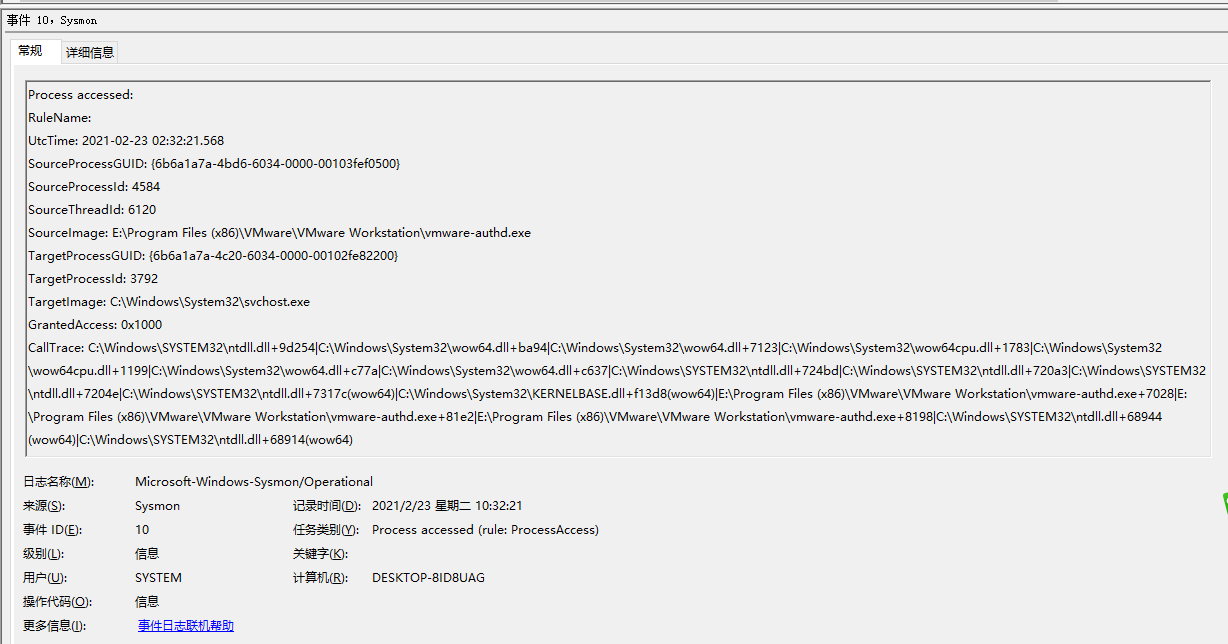 事件 10，Sysmon
常规 详细信息
Process accessed:
RuleName:
UtcTime: 2021-02-23 02:32:21.568
SourceProcessGUID: {6b6a1a7a-4bd6-6034-0000-00103fef0500}
SourceProcessId: 4584
SourceThreadId: 6120
SourceImage: E:\Program Files (x86)\VMware\VMware Workstation\vmware-authd.exe
TargetProcessGUID: {6b6a1a7a-4c20-6034-0000-00102fe82200}
TargetProcessId: 3792
TargetImage: C:\Windows\System32\svchost.exe
GrantedAccess: 0x1000
CallTrace: C:\Windows\SYSTEM32\ntdll.dll+9d254|C:\Windows\System32\wow64.dll+ba94|C:\Windows\System32\wow64.dll+7123|C:\Windows\System32\wow64cpu.dll+1783|C:\Windows\System32
\wow64cpu.dll+1199|C:\Windows\System32\wow64.dll+c77a|C:\Windows\System32\wow64.dll+c637|C:\Windows\SYSTEM32\ntdll.dll+724bd|C:\Windows\SYSTEM32\ntdll.dll+720a3|C:\Windows\SYSTEM32
\ntdll.dll+7204e|C:\Windows\SYSTEM32\ntdll.dll+7317c(wow64)|C:\Windows\System32\KERNELBASE.dll+f13d8(wow64)|E:\Program Files (x86)\VMware\VMware Workstation\vmware-authd.exe+7028|E:
\Program Files (x86)\VMware\VMware Workstation\vmware-authd.exe+81e2|E:\Program Files (x86)\VMware\VMware Workstation\vmware-authd.exe+8198|C:\Windows\SYSTEM32\ntdll.dll+68944
(wow64)|C:\Windows\SYSTEM32\ntdll.dll+68914(wow64)
日志名称(M): Microsoft-Windows-Sysmon/Operational
来源(S): Sysmon 记录时间(D): 2021/2/23 星期二 10:32:21
事件 ID(E): 10 任务类别(Y): Process accessed (rule: ProcessAccess)
级别(L): 信息 关键字(K):
用户(U): SYSTEM 计算机(R): DESKTOP-8ID8UAG
操作代码(O): 信息
更多信息(I): 事件日志联机帮助